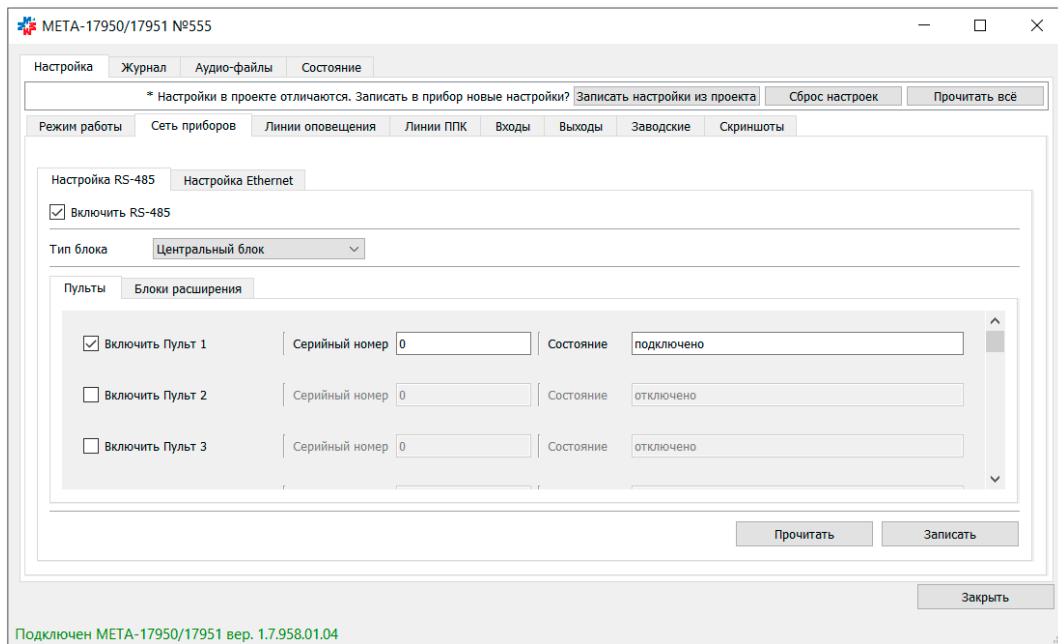 МЕТА-17950/17951 №555
Настройка Журнал Аудио-файлы Состояние
* Настройки в проекте отличаются. Записать в прибор новые настройки? Записать настройки из проекта Сброс настроек Прочитать всё
Режим работы Сеть приборов Линии оповещения Линии ППК Входы Выходы Заводские Скриншоты
Настройка RS-485 Настройка Ethernet
Включить RS-485
Тип блока Центральный блок
Пульты Блоки расширения
Включить Пульт 1 Серийный номер 0 Состояние подключено
Включить Пульт 2 Серийный номер 0 Состояние отключено
Включить Пульт 3 Серийный номер 0 Состояние отключено
Прочитать Записать
Закрыть
Подключен МЕТА-17950/17951 вер. 1.7.958.01.04